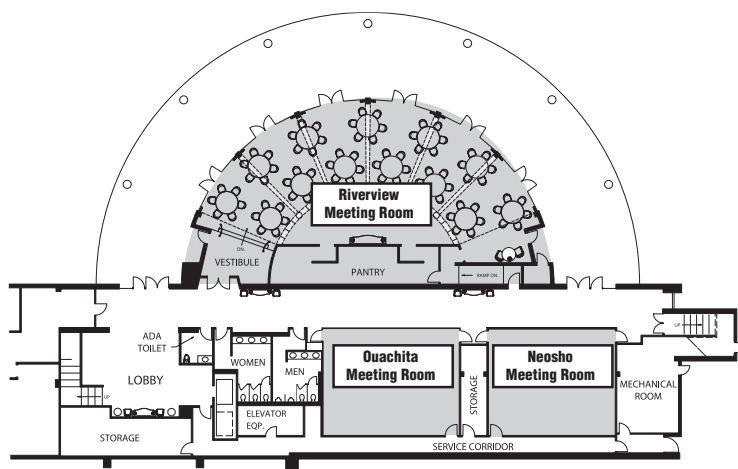 Riverview
Meeting Room
DN.
VESTIBULE
PANTRY
RAMP DN.
UP
ADA
TOILET
WOMEN
MEN
Ouachita
Meeting Room
Neosho
Meeting Room
STORAGE
MECHANICAL
ROOM
LOBBY
UP
ELEVATOR
EQP.
STORAGE
SERVICE CORRIDOR